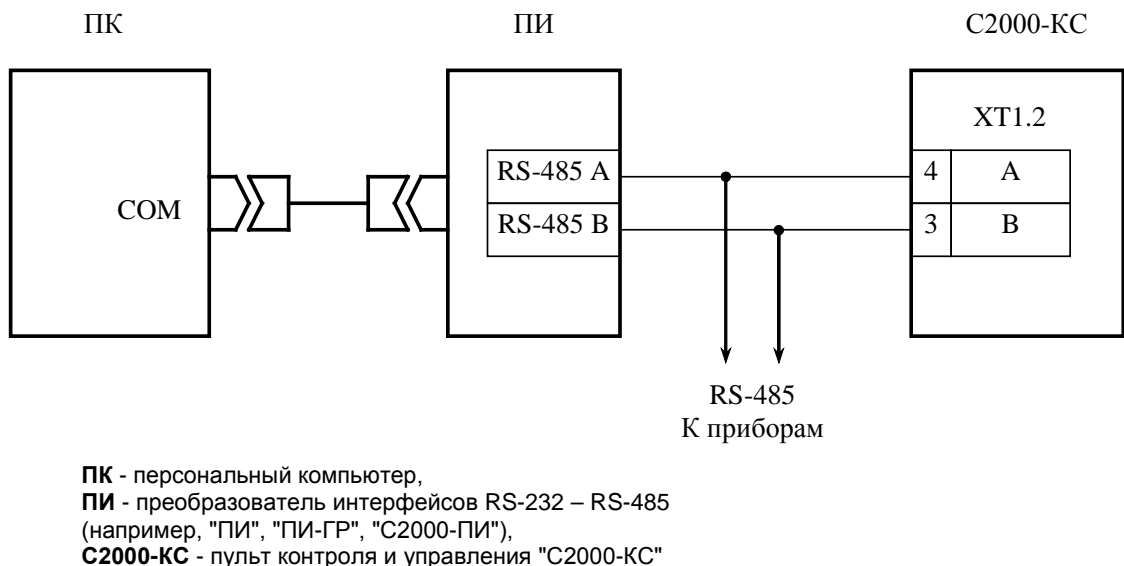 ПК ПИ С2000-КС
ХТ1.2
RS-485 A 4 А
COM
RS-485 B 3 В
RS-485
К приборам
ПК - персональный компьютер,
ПИ - преобразователь интерфейсов RS-232 – RS-485
(например, "ПИ", "ПИ-ГР", "С2000-ПИ"),
С2000-КС - пульт контроля и управления "С2000-КС"